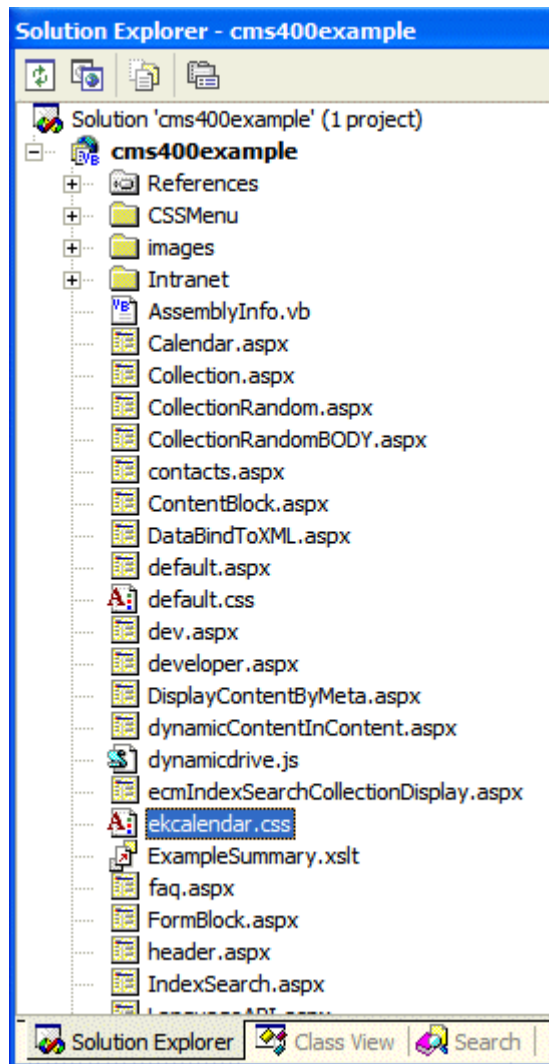 Solution Explorer - cms400example
Solution 'cms400example' (1 project)
cms400example
References
CSSMenu
images
Intranet
AssemblyInfo.vb
Calendar.aspx
Collection.aspx
CollectionRandom.aspx
CollectionRandomBODY.aspx
contacts.aspx
ContentBlock.aspx
DataBindToXML.aspx
default.aspx
default.css
dev.aspx
developer.aspx
DisplayContentByMeta.aspx
dynamicContentInContent.aspx
dynamicdrive.js
ecmIndexSearchCollectionDisplay.aspx
ekcalendar.css
ExampleSummary.xslt
faq.aspx
FormBlock.aspx
header.aspx
IndexSearch.aspx
LanguageAPI.aspx
Solution Explorer Class View Search